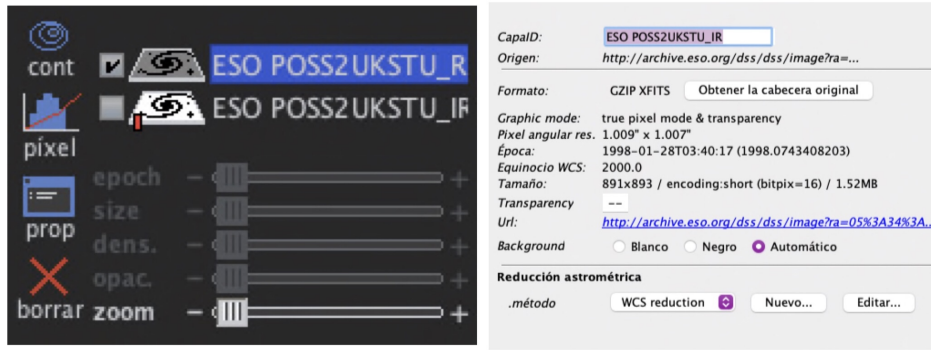 cont
ESO POSS2UKSTU_R
ESO POSS2UKSTU_IR
píxel
epoch - +
size - +
prop
dens. - +
opac. - +
borrar
zoom - +
CapaID: ESO POSS2UKSTU_IR
Origen: http://archive.eso.org/dss/dss/image?ra=...
Formato: GZIP XFITS Obtener la cabecera original
Graphic mode: true pixel mode & transparency
Pixel angular res. 1.009" x 1.007"
Época: 1998-01-28T03:40:17 (1998.0743408203)
Equinocio WCS: 2000.0
Tamaño: 891x893 / encoding:short (bitpix=16) / 1.52MB
Transparency --
Url: http://archive.eso.org/dss/dss/image?ra=05%3A34%3A..
Background Blanco Negro Automático
Reducción astrométrica
.método WCS reduction Nuevo... Editar...